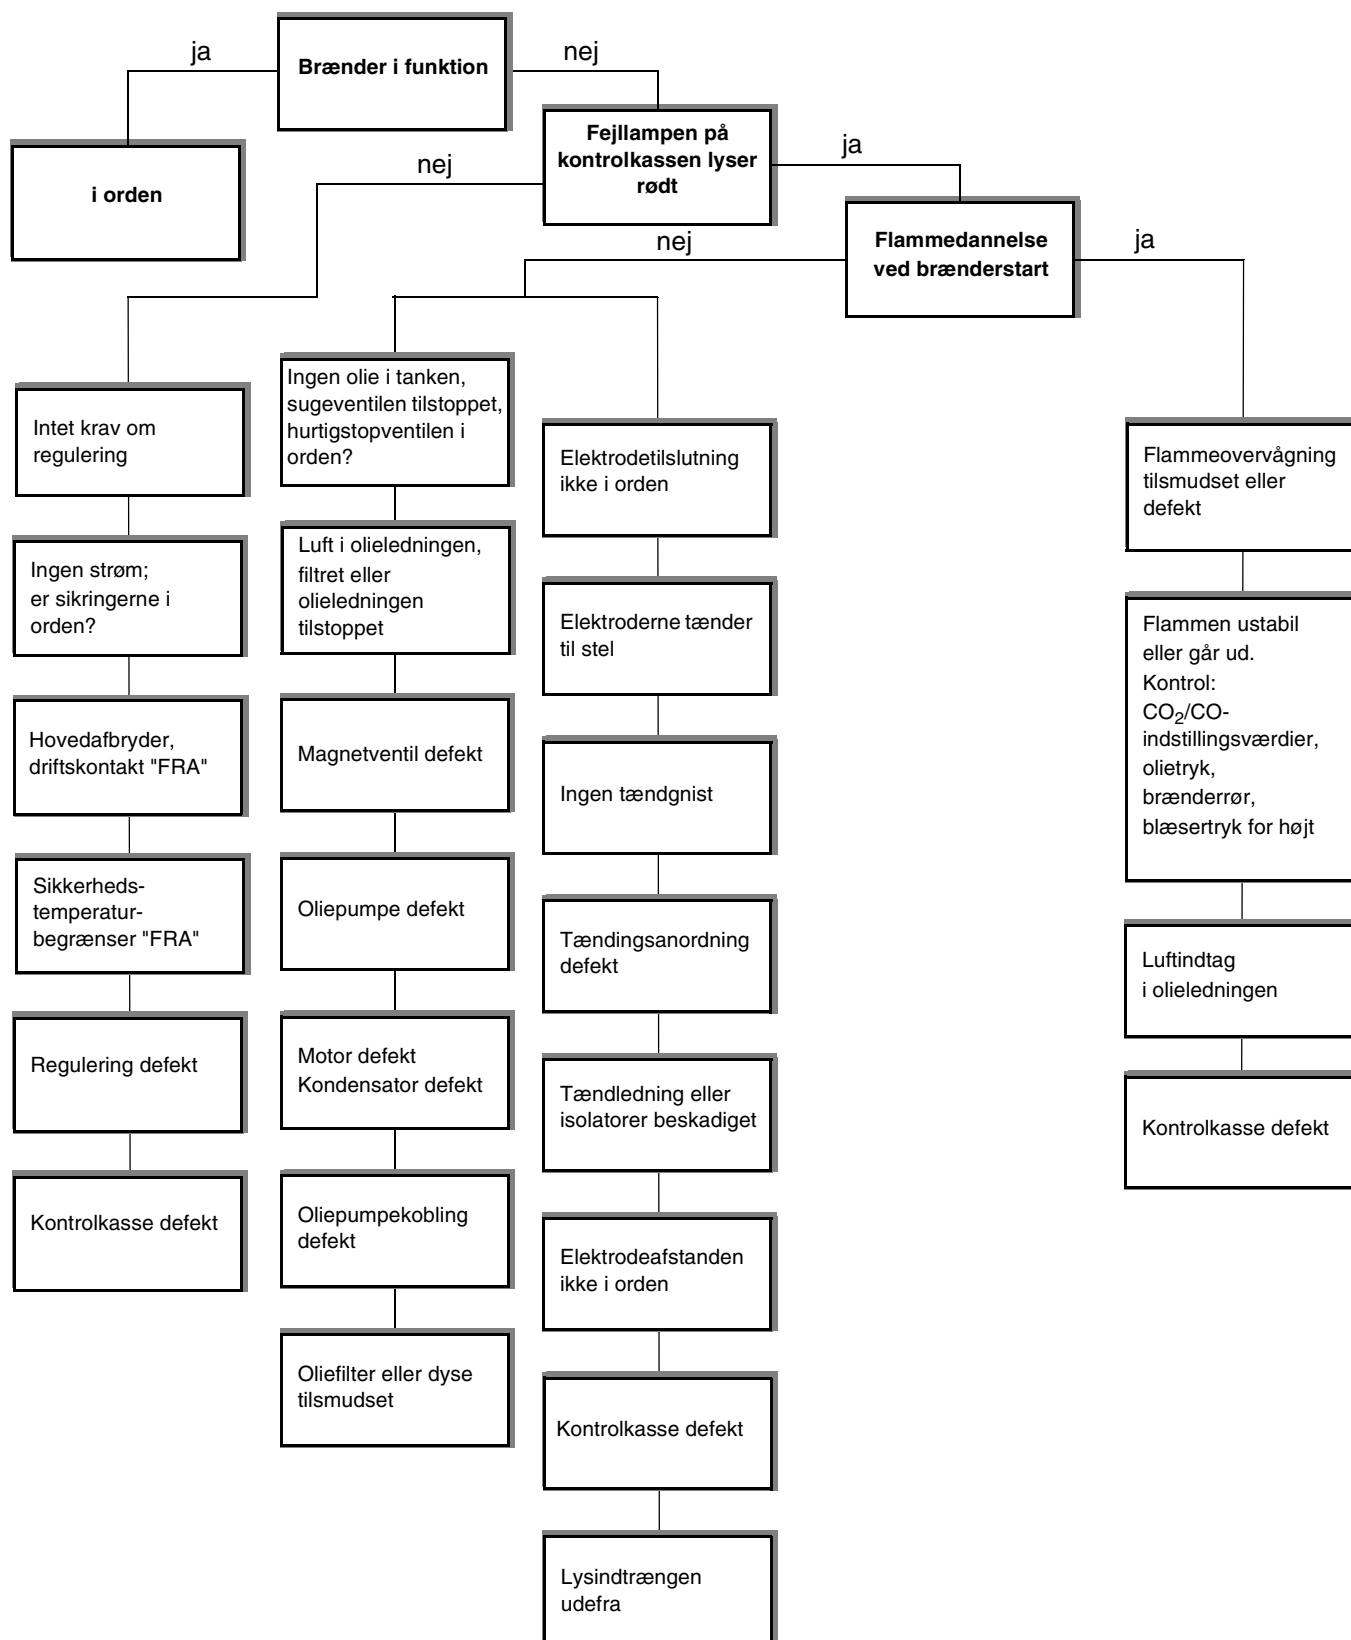 ja
Brænder i funktion
nej
i orden
Fejllampen på
kontrolkassen lyser
rødt
nej
ja
Flammedannelse
ved brænderstart
nej
ja
Intet krav om
regulering
Ingen strøm;
er sikringerne i
orden?
Hovedafbryder,
driftskontakt "FRA"
Sikkerheds-
temperatur-
begrænser "FRA"
Regulering defekt
Kontrolkasse defekt
Ingen olie i tanken,
sugeventilen tilstoppet,
hurtigstopventilen i
orden?
Luft i olieledningen,
filtret eller
olieledningen
tilstoppet
Magnetventil defekt
Oliepumpe defekt
Motor defekt
Kondensator defekt
Oliepumpekobling
defekt
Oliefilter eller dyse
tilsmudset
Elektrodetilslutning
ikke i orden
Elektroderne tænder
til stel
Ingen tændgnist
Tændingsanordning
defekt
Tændledning eller
isolatorer beskadiget
Elektrodeafstanden
ikke i orden
Kontrolkasse defekt
Lysindtrængen
udefra
Flammeovervågning
tilsmudset eller
defekt
Flammen ustabil
eller går ud.
Kontrol:
CO₂/CO-
indstillingsværdier,
olietryk,
brænderrør,
blæsertryk for højt
Luftindtag
i olieledningen
Kontrolkasse defekt